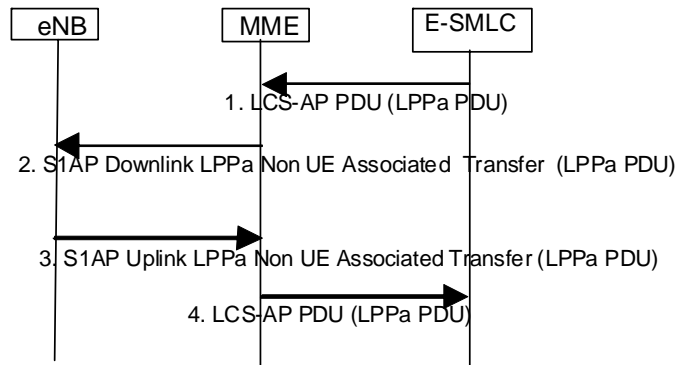 eNB MME E-SMLC
1. LCS-AP PDU (LPPa PDU)
2. S1AP Downlink LPPa Non UE Associated Transfer (LPPa PDU)
3. S1AP Uplink LPPa Non UE Associated Transfer (LPPa PDU)
4. LCS-AP PDU (LPPa PDU)